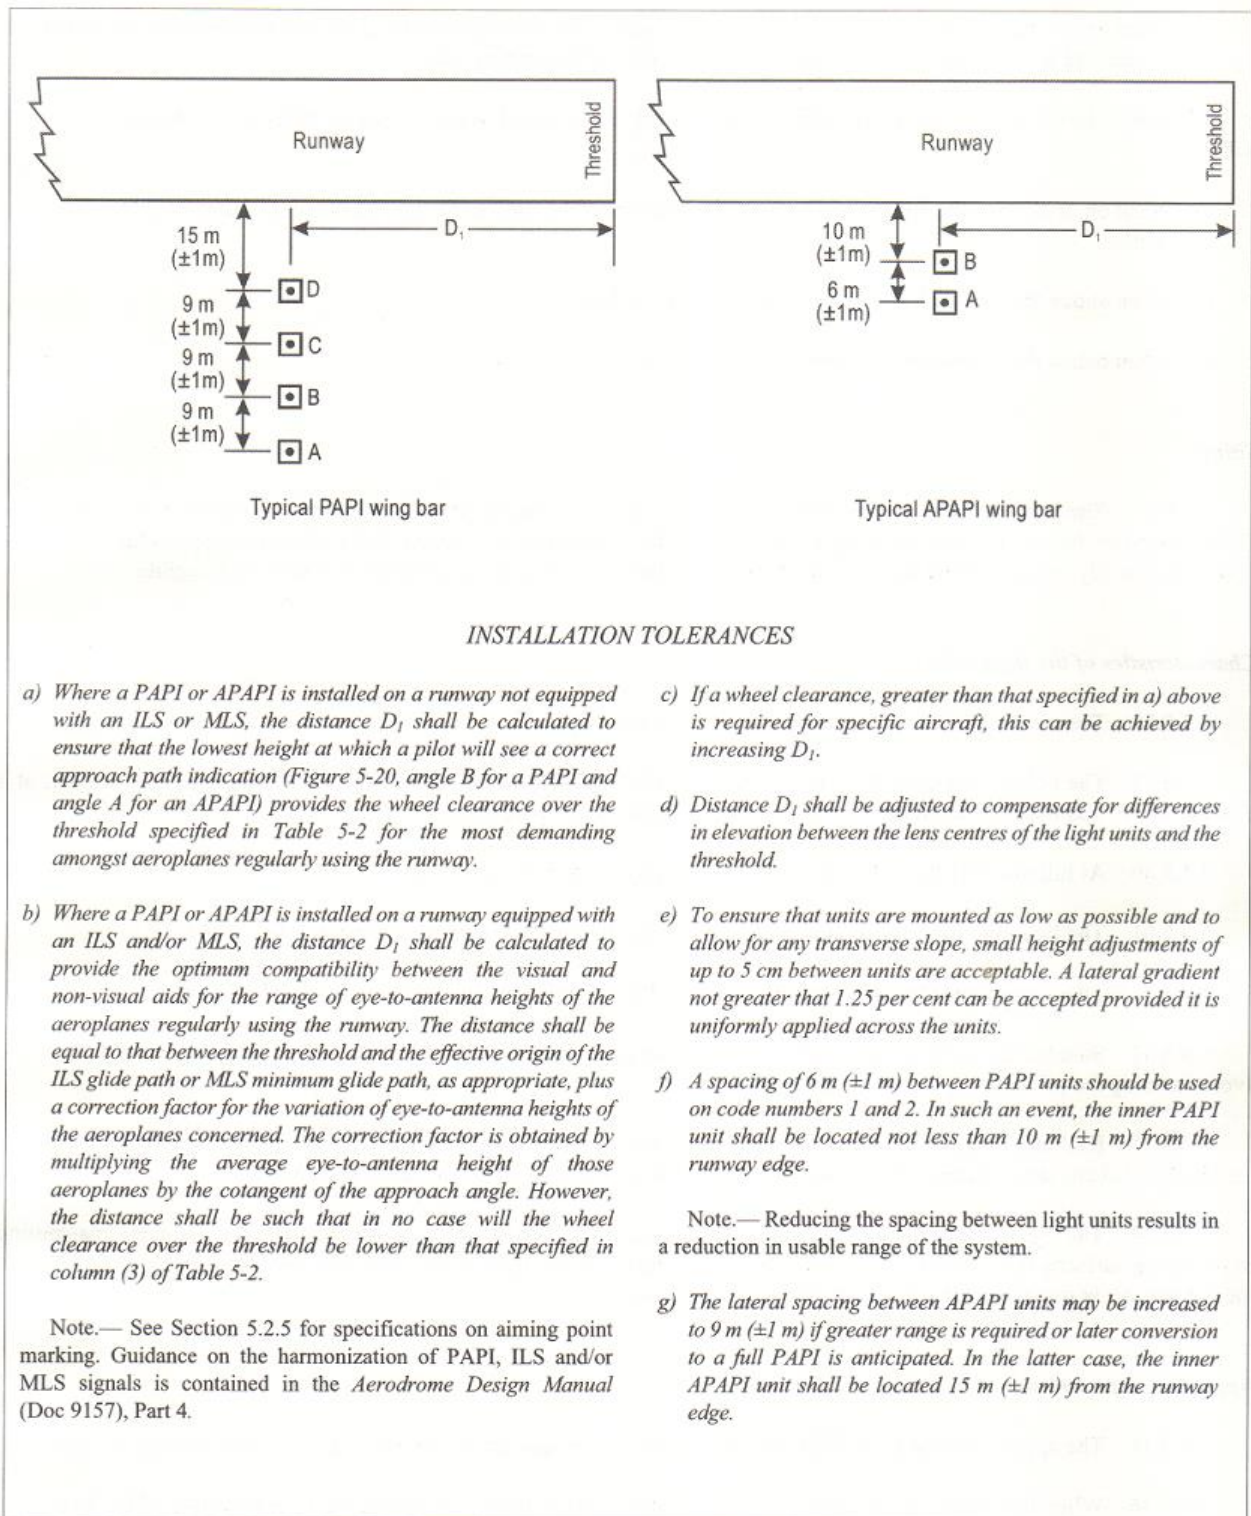 Runway
Threshold
D1
15 m
(±1m)
D
9 m
(±1m)
C
9 m
(±1m)
B
9 m
(±1m)
A
Typical PAPI wing bar
Runway
Threshold
D1
10 m
(±1m)
B
6 m
(±1m)
A
Typical APAPI wing bar
INSTALLATION TOLERANCES
a) Where a PAPI or APAPI is installed on a runway not equipped
with an ILS or MLS, the distance D1 shall be calculated to
ensure that the lowest height at which a pilot will see a correct
approach path indication (Figure 5-20, angle B for a PAPI and
angle A for an APAPI) provides the wheel clearance over the
threshold specified in Table 5-2 for the most demanding
amongst aeroplanes regularly using the runway.
b) Where a PAPI or APAPI is installed on a runway equipped with
an ILS and/or MLS, the distance D1 shall be calculated to
provide the optimum compatibility between the visual and
non-visual aids for the range of eye-to-antenna heights of the
aeroplanes regularly using the runway. The distance shall be
equal to that between the threshold and the effective origin of the
ILS glide path or MLS minimum glide path, as appropriate, plus
a correction factor for the variation of eye-to-antenna heights of
the aeroplanes concerned. The correction factor is obtained by
multiplying the average eye-to-antenna height of those
aeroplanes by the cotangent of the approach angle. However,
the distance shall be such that in no case will the wheel
clearance over the threshold be lower than that specified in
column (3) of Table 5-2.
Note.— See Section 5.2.5 for specifications on aiming point
marking. Guidance on the harmonization of PAPI, ILS and/or
MLS signals is contained in the Aerodrome Design Manual
(Doc 9157), Part 4.
c) If a wheel clearance, greater than that specified in a) above
is required for specific aircraft, this can be achieved by
increasing D1.
d) Distance D1 shall be adjusted to compensate for differences
in elevation between the lens centres of the light units and the
threshold.
e) To ensure that units are mounted as low as possible and to
allow for any transverse slope, small height adjustments of
up to 5 cm between units are acceptable. A lateral gradient
not greater that 1.25 per cent can be accepted provided it is
uniformly applied across the units.
f) A spacing of 6 m (±1 m) between PAPI units should be used
on code numbers 1 and 2. In such an event, the inner PAPI
unit shall be located not less than 10 m (±1 m) from the
runway edge.
Note.— Reducing the spacing between light units results in
a reduction in usable range of the system.
g) The lateral spacing between APAPI units may be increased
to 9 m (±1 m) if greater range is required or later conversion
to a full PAPI is anticipated. In the latter case, the inner
APAPI unit shall be located 15 m (±1 m) from the runway
edge.